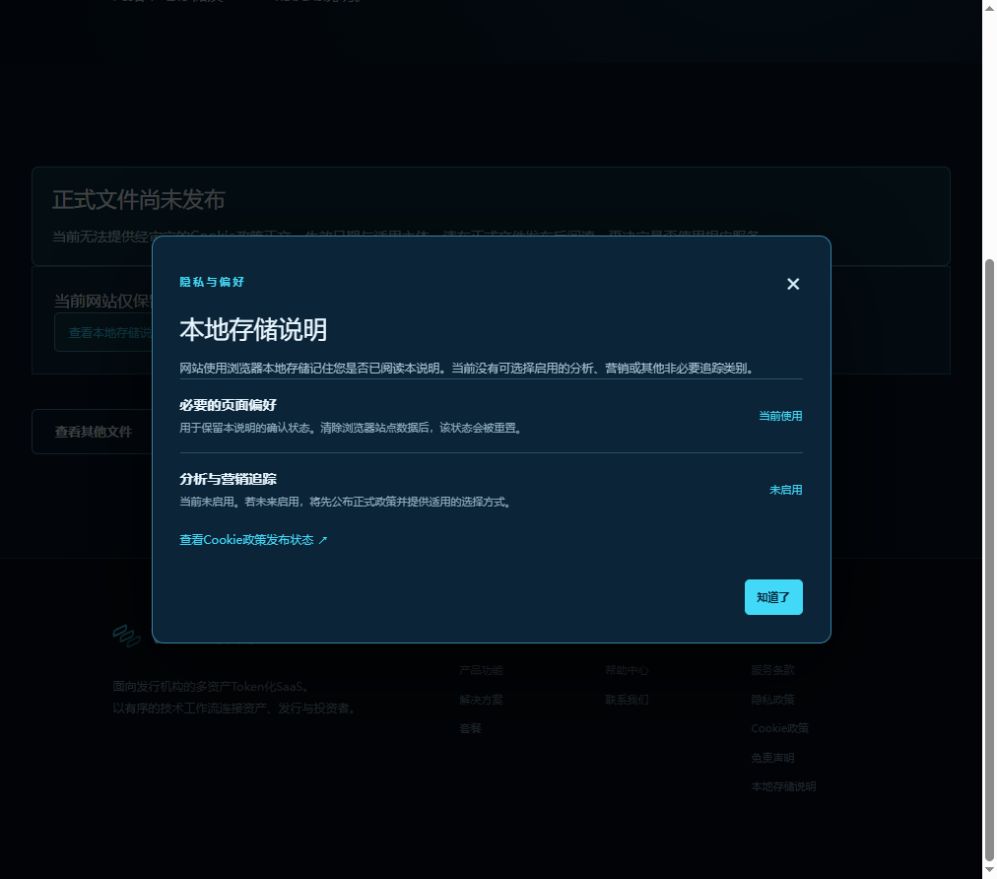 正式文件尚未发布
当前网站仅保
查看本地存储说
查看其他文件
隐私与偏好
本地存储说明
网站使用浏览器本地存储记住您是否已阅读本说明。当前没有可选择启用的分析、营销或其他非必要追踪类别。
必要的页面偏好
当前使用
用于保留本说明的确认状态。清除浏览器站点数据后，该状态会被重置。
分析与营销追踪
未启用
当前未启用。若未来启用，将先公布正式政策并提供适用的选择方式。
查看Cookie政策发布状态 ↗
知道了
面向发行机构的多资产Token化SaaS。
以有序的技术工作流连接资产、发行与投资者。
产品功能
解决方案
套餐
帮助中心
联系我们
服务条款
隐私政策
Cookie政策
免责声明
本地存储说明